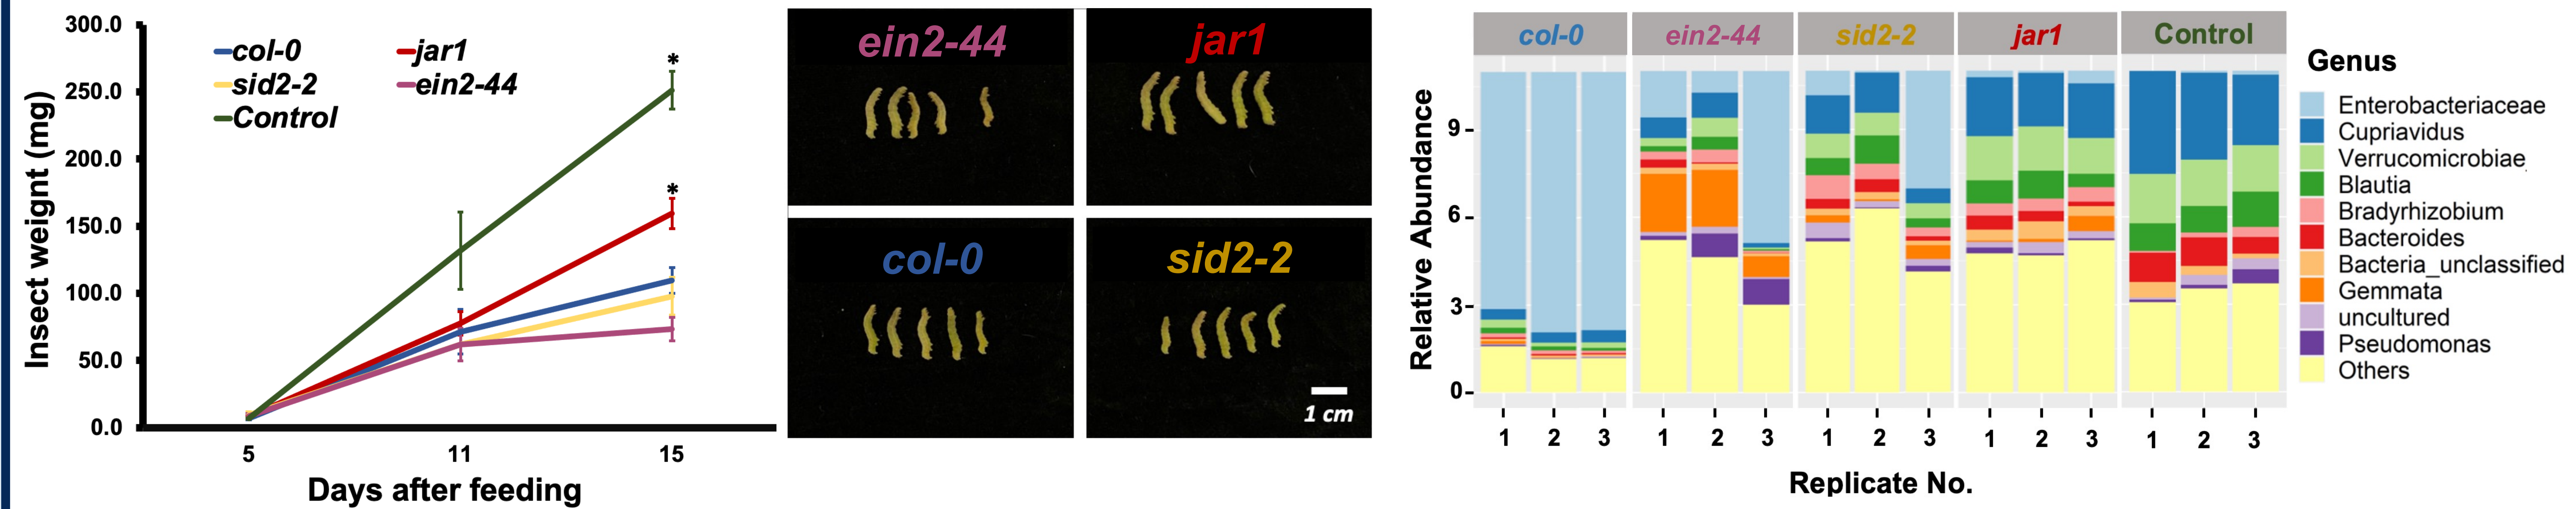 Insect weignt (mg)
300.0
250.0
200.0
150.0
100.0
50.0
0.0
col-0
jar1
sid2-2
ein2-44
Control
*
*
5 11 15
Days after feeding
ein2-44
jar1
col-0
sid2-2
1 cm
Relative Abundance
9
6
3
0
col-0 ein2-44 sid2-2 jar1 Control
1 2 3 1 2 3 1 2 3 1 2 3 1 2 3
Replicate No.
Genus
Enterobacteriaceae
Cupriavidus
Verrucomicrobiae
Blautia
Bradyrhizobium
Bacteroides
Bacteria_unclassified
Gemmata
uncultured
Pseudomonas
Others